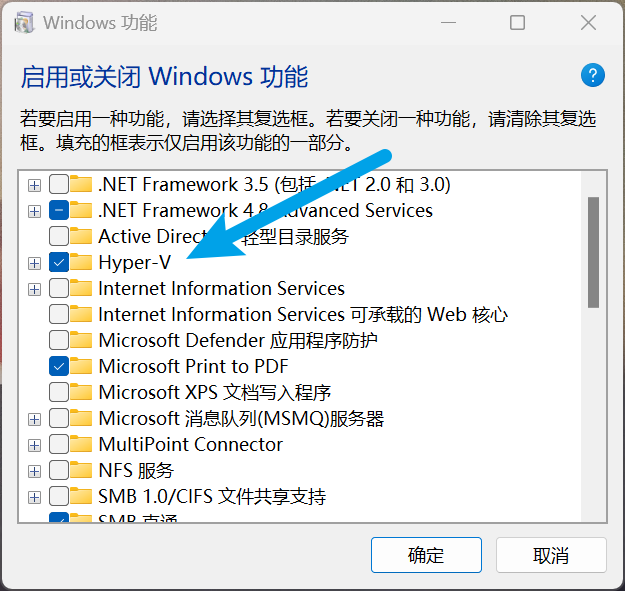 Windows 功能
启用或关闭 Windows 功能
若要启用一种功能，请选择其复选框。若要关闭一种功能，请清除其复选
框。填充的框表示仅启用该功能的一部分。
.NET Framework 3.5 (包括 .NET 2.0 和 3.0)
.NET Framework 4.8 Advanced Services
Active Direct 轻型目录服务
Hyper-V
Internet Information Services
Internet Information Services 可承载的 Web 核心
Microsoft Defender 应用程序防护
Microsoft Print to PDF
Microsoft XPS 文档写入程序
Microsoft 消息队列(MSMQ)服务器
MultiPoint Connector
NFS 服务
SMB 1.0/CIFS 文件共享支持
SMB 直通
确定
取消